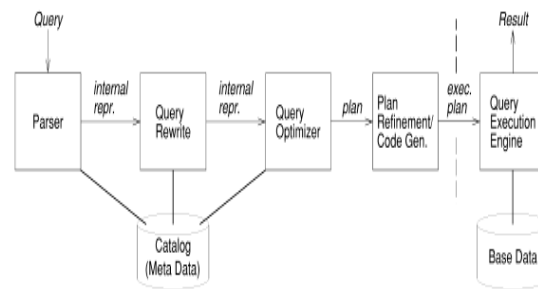 Query
Result
internal
repr.
internal
repr.
plan
exec.
plan
Parser
Query
Rewrite
Query
Optimizer
Plan
Refinement/
Code Gen.
Query
Execution
Engine
Catalog
(Meta Data)
Base Data